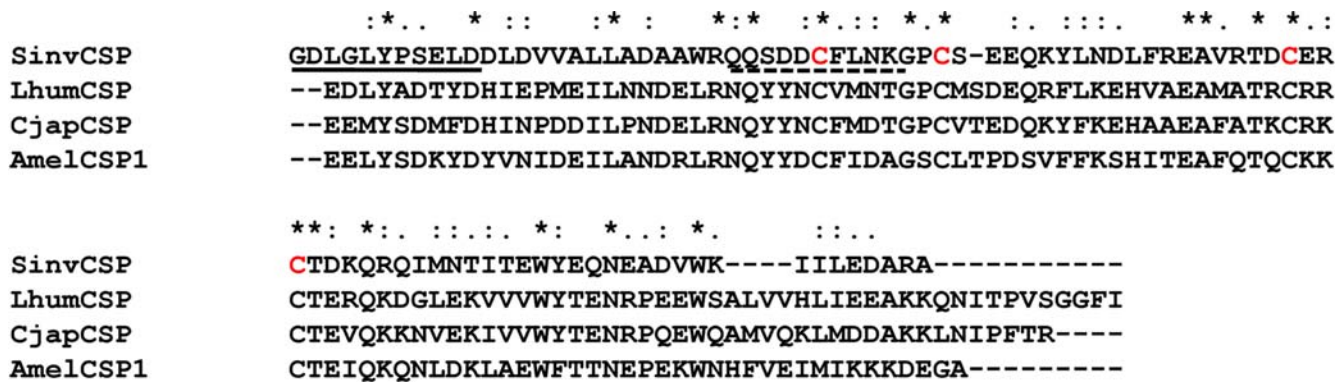 :*.. * :: :* : *: :* .: *.* :. :::. ** * *.:
SinvCSP GDLGLYPSELDDLDVVALLADAAWRQQSDDCFLNKGPCS-EEQKYLNDLFREAVRTDCER
LhumCSP --EDLYADTYDHIEPMEILNNDELRNQYYNCVMNTGPCMSDEQRFLKEHVAEAMATRCRR
CjapCSP --EEMYSDMFDHINPDDILPNDELRNQYYNCFMDTGPCVTEDQKYFKEHAAEAFATKCRK
AmelCSP1 --EELYSDKYDYVNIDEILANDRLRNQYYDCFIDAGSCLTPDSVFFKSHITEAFQTQCKK
**: *:. ::.:. *: *..: *. ::..
SinvCSP CTDKQRQIMNTITEWYEQNEADVWK----IILEDARA-----------
LhumCSP CTERQKDGLEKVVVWYTENRPEEWSALVVHLIEEAKKQNITPVSGGFI
CjapCSP CTEVQKKNVEKIVVWYTENRPQEWQAMVQKLMDDAKKLNIPFTR----
AmelCSP1 CTEIQKQNLDKLAEWFTTNEPEKWNHFVEIMIKKKDEGA---------